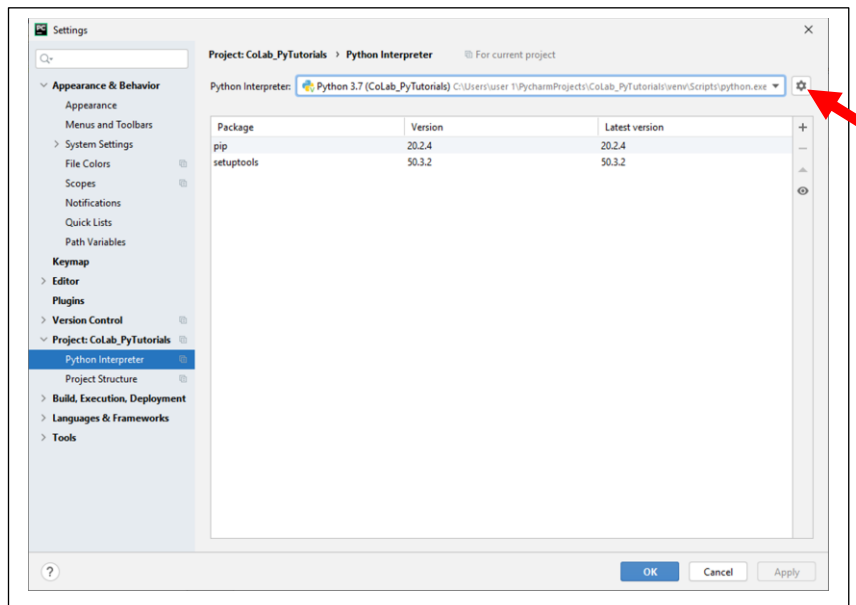 PC Settings
Project: CoLab_PyTutorials > Python Interpreter For current project
Python Interpreter: Python 3.7 (CoLab_PyTutorials) C:\Users\user 1\PycharmProjects\CoLab_PyTutorials\venv\Scripts\python.exe
Appearance & Behavior
Appearance
Menus and Toolbars
> System Settings
File Colors
Scopes
Notifications
Quick Lists
Path Variables
Keymap
> Editor
Plugins
> Version Control
Project: CoLab_PyTutorials
Python Interpreter
Project Structure
> Build, Execution, Deployment
> Languages & Frameworks
> Tools
Package Version Latest version
pip 20.2.4 20.2.4
setuptools 50.3.2 50.3.2
?
OK Cancel Apply